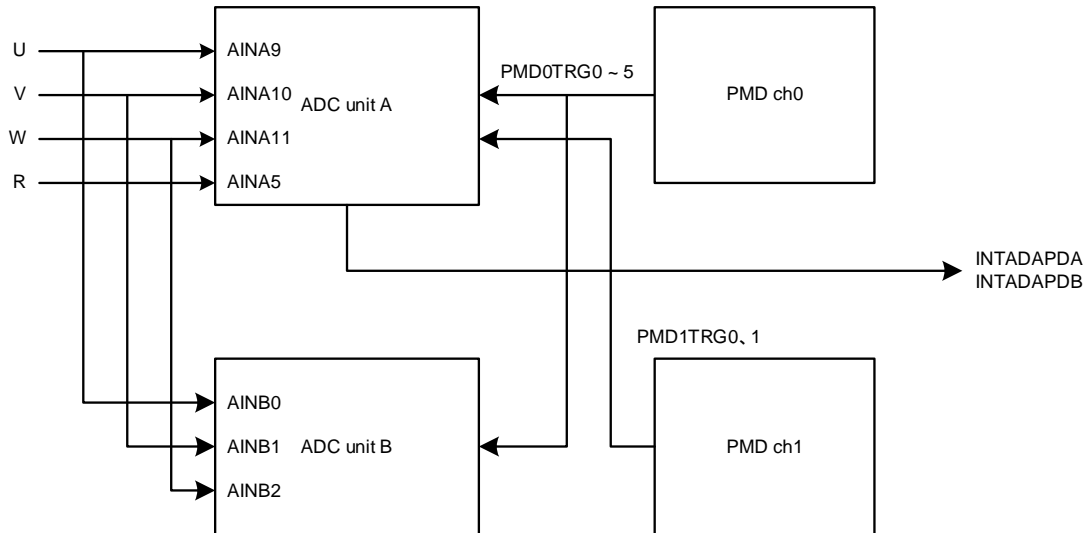 U
AINA9
PMD0TRG0 ~ 5
V
AINA10
ADC unit A
PMD ch0
W
AINA11
R
AINA5
INTADAPDA
INTADAPDB
PMD1TRG0、1
AINB0
AINB1
ADC unit B
PMD ch1
AINB2